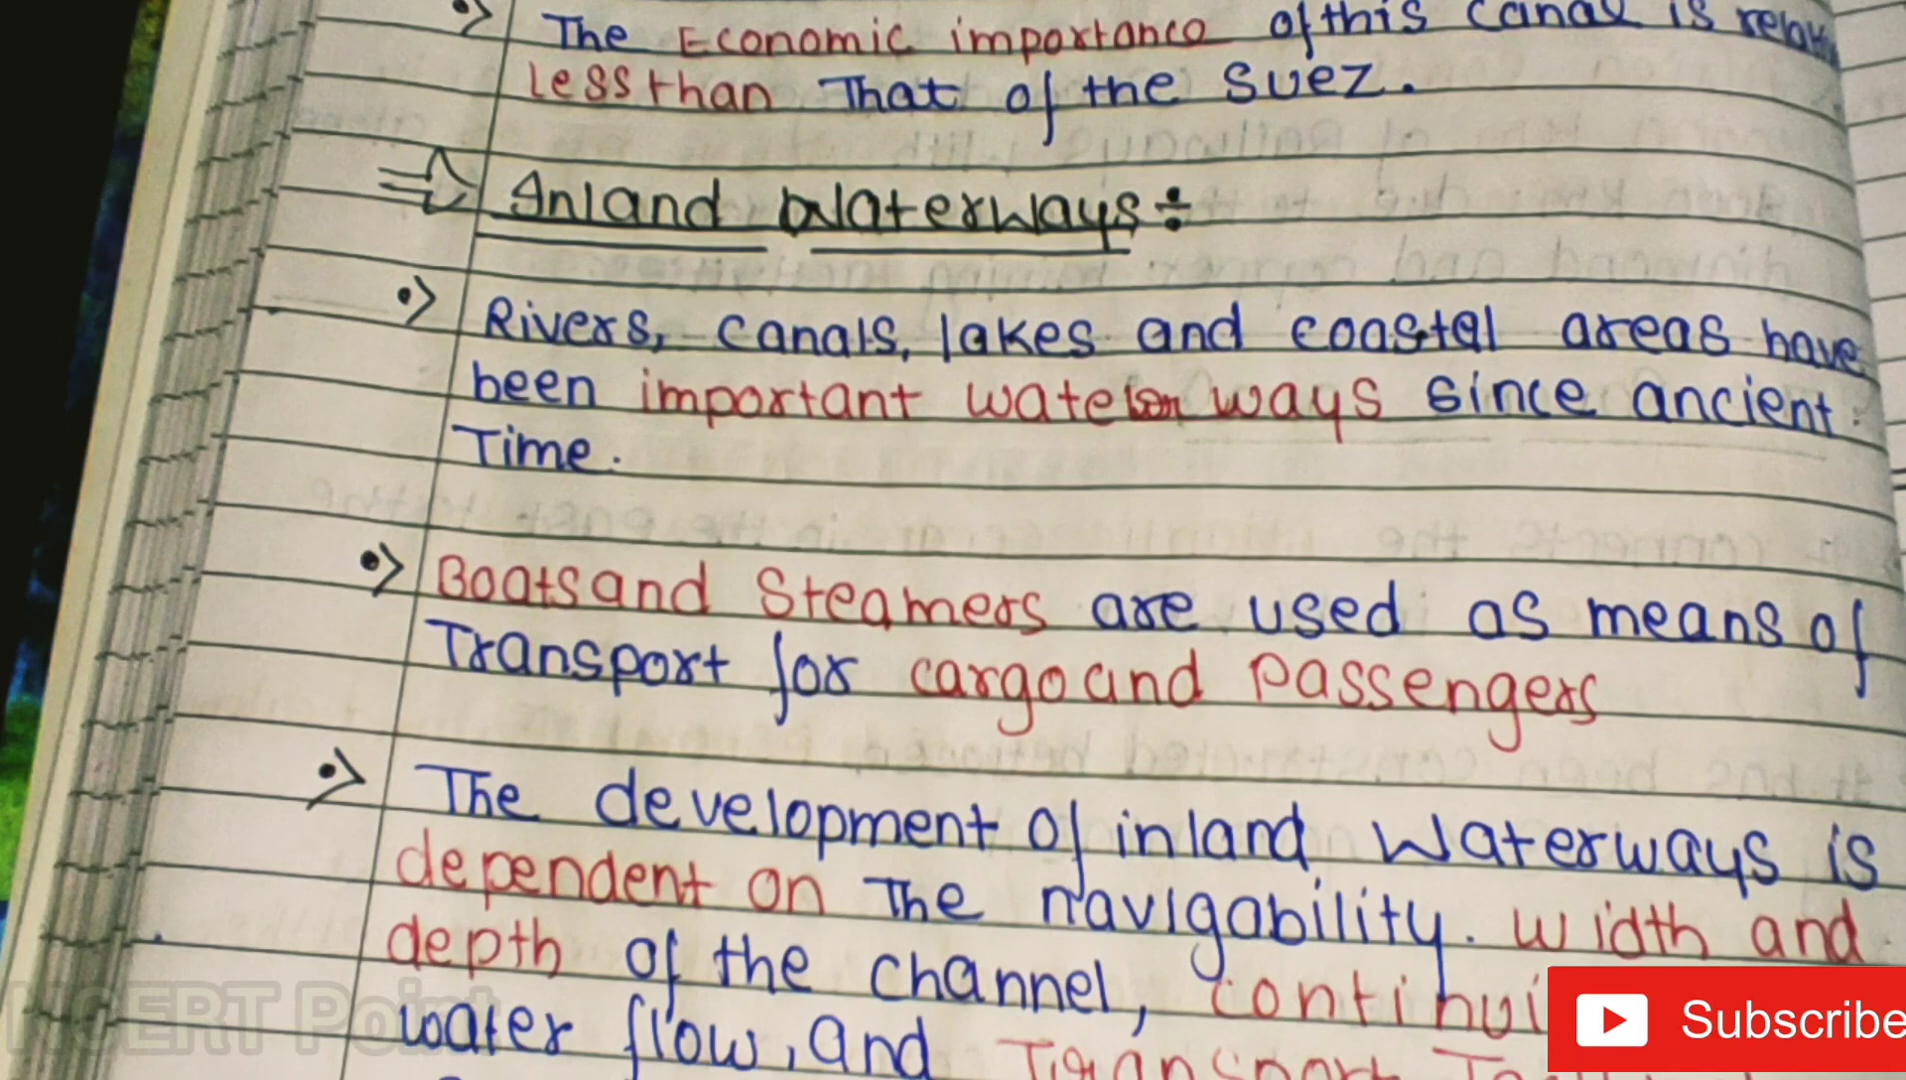 The Economic importance of this canal is
less than That of the Suez.
Inland Waterways:
Rivers, canals, lakes and coastal areas have
been important water ways since ancient
Time.
Boats and Steamers are used as means of
Transport for cargo and passengers
The development of inland waterways is
dependent on The navigability. width and
depth of the channel,
water flow, and Transport
NCERT Point
Subscribe